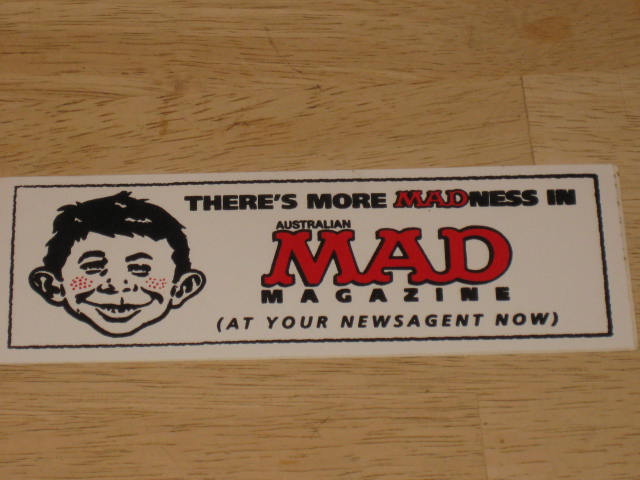 THERE'S MORE MADNESS IN
AUSTRALIAN
MAD
MAGAZINE
(AT YOUR NEWSAGENT NOW)